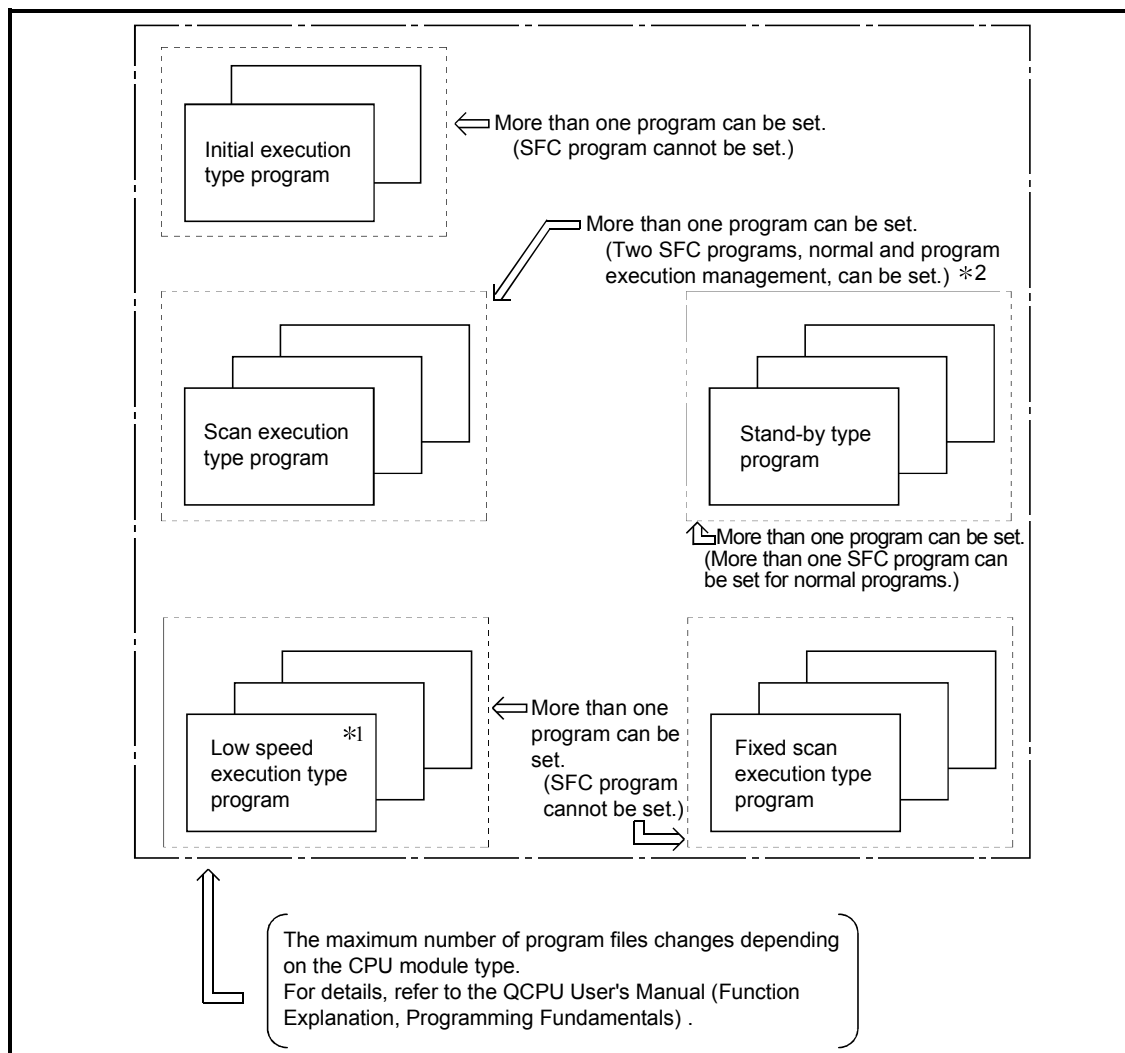 Initial execution
type program
More than one program can be set.
(SFC program cannot be set.)
More than one program can be set.
(Two SFC programs, normal and program
execution management, can be set.) *2
Scan execution
type program
Stand-by type
program
More than one program can be set.
(More than one SFC program can
be set for normal programs.)
Low speed *1
execution type
program
More than one
program can be
set.
(SFC program
cannot be set.)
Fixed scan
execution type
program
The maximum number of program files changes depending
on the CPU module type.
For details, refer to the QCPU User's Manual (Function
Explanation, Programming Fundamentals) .